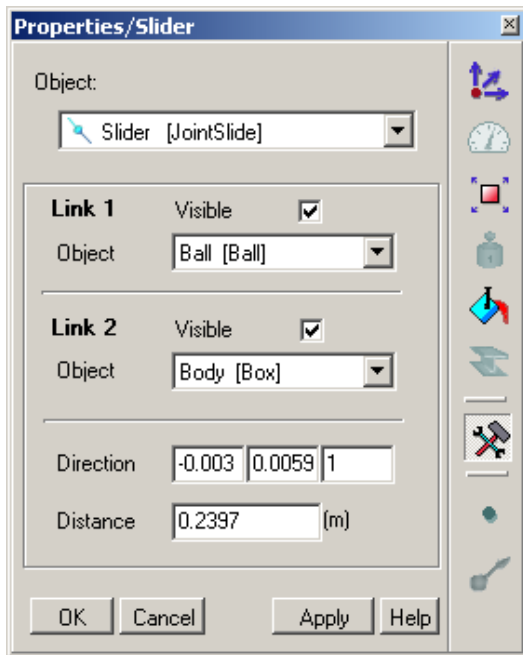 Properties/Slider
Object:
Slider [JointSlide]
Link 1 Visible
Object Ball [Ball]
Link 2 Visible
Object Body [Box]
Direction -0.003 0.0059 1
Distance 0.2397 (m)
OK Cancel Apply Help